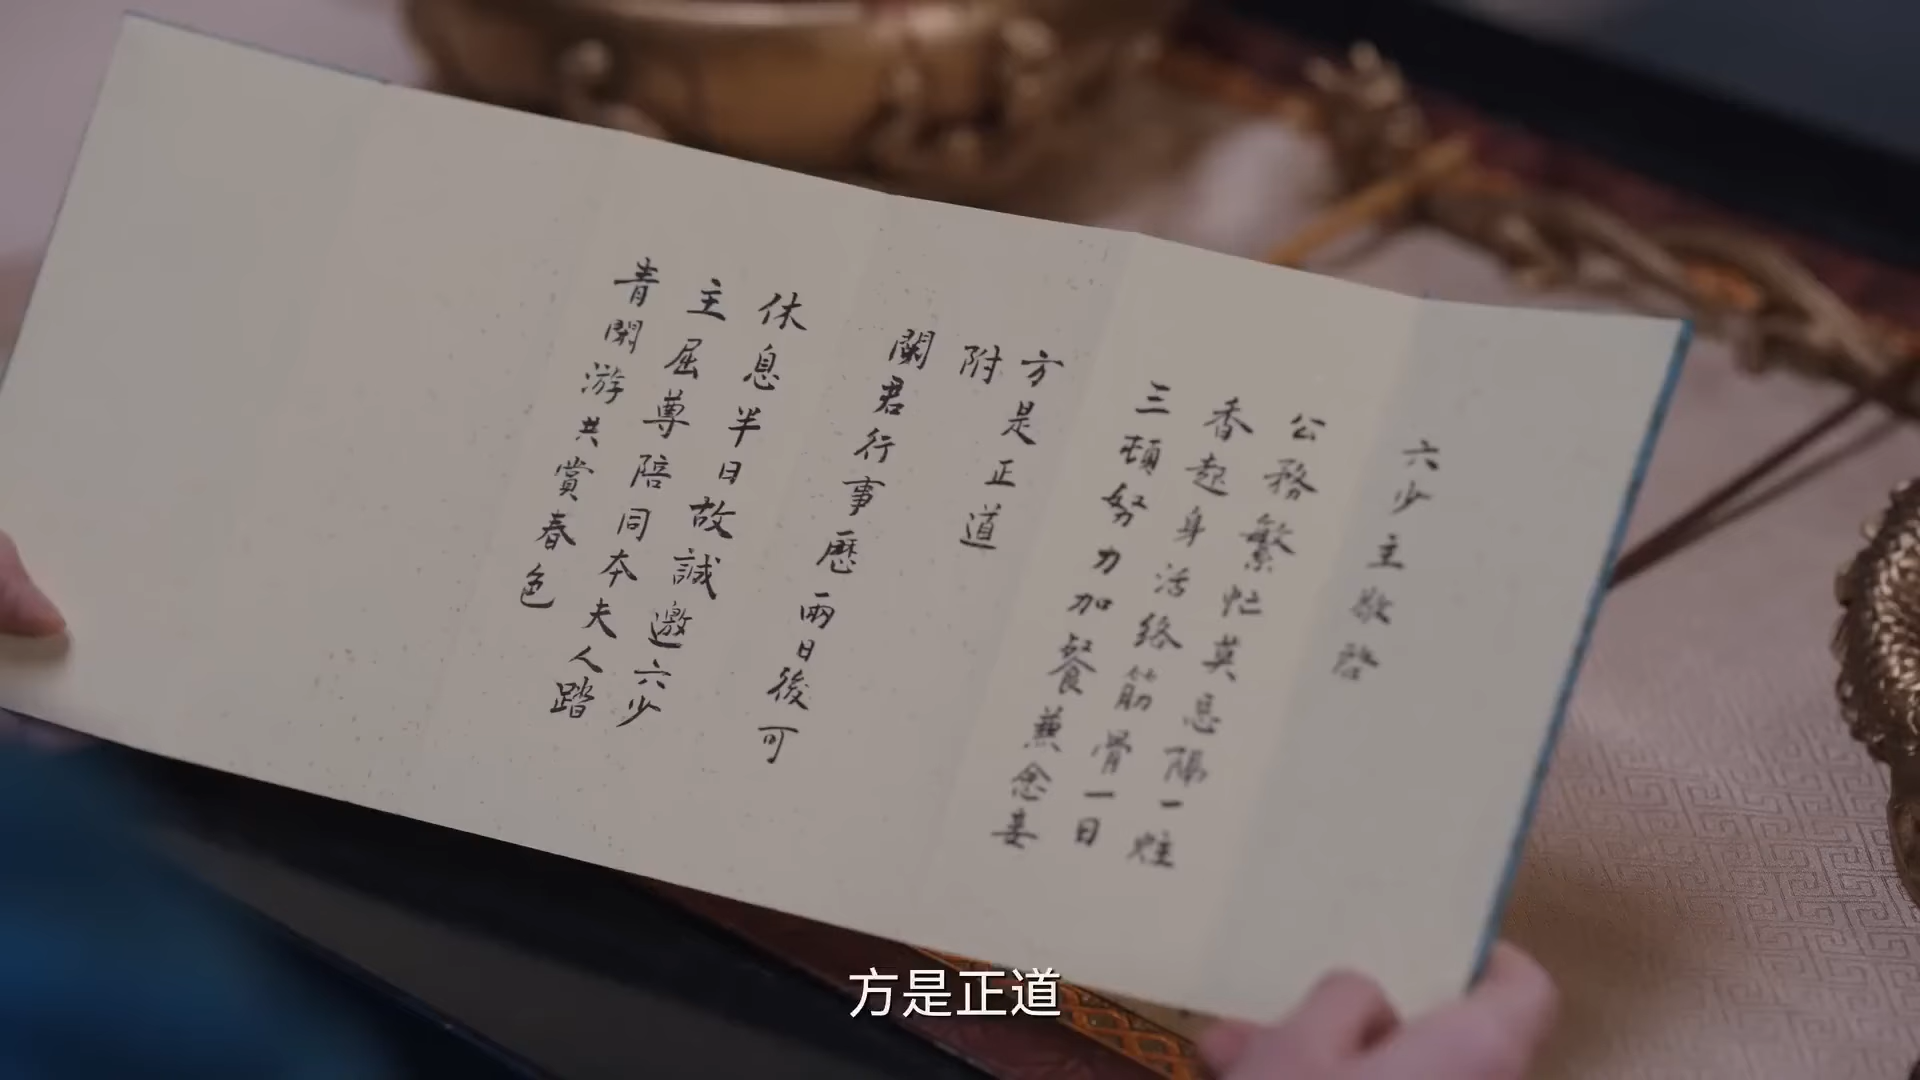 六少主敬啓
公務繁忙莫忘隔一炷
香起身活絡筋骨一日
三頓努力加餐兼念妾
方是正道
附
閱君行事曆兩日後可
休息半日故誠邀六少
主屈尊陪同本夫人踏
青閑游共賞春色
方是正道